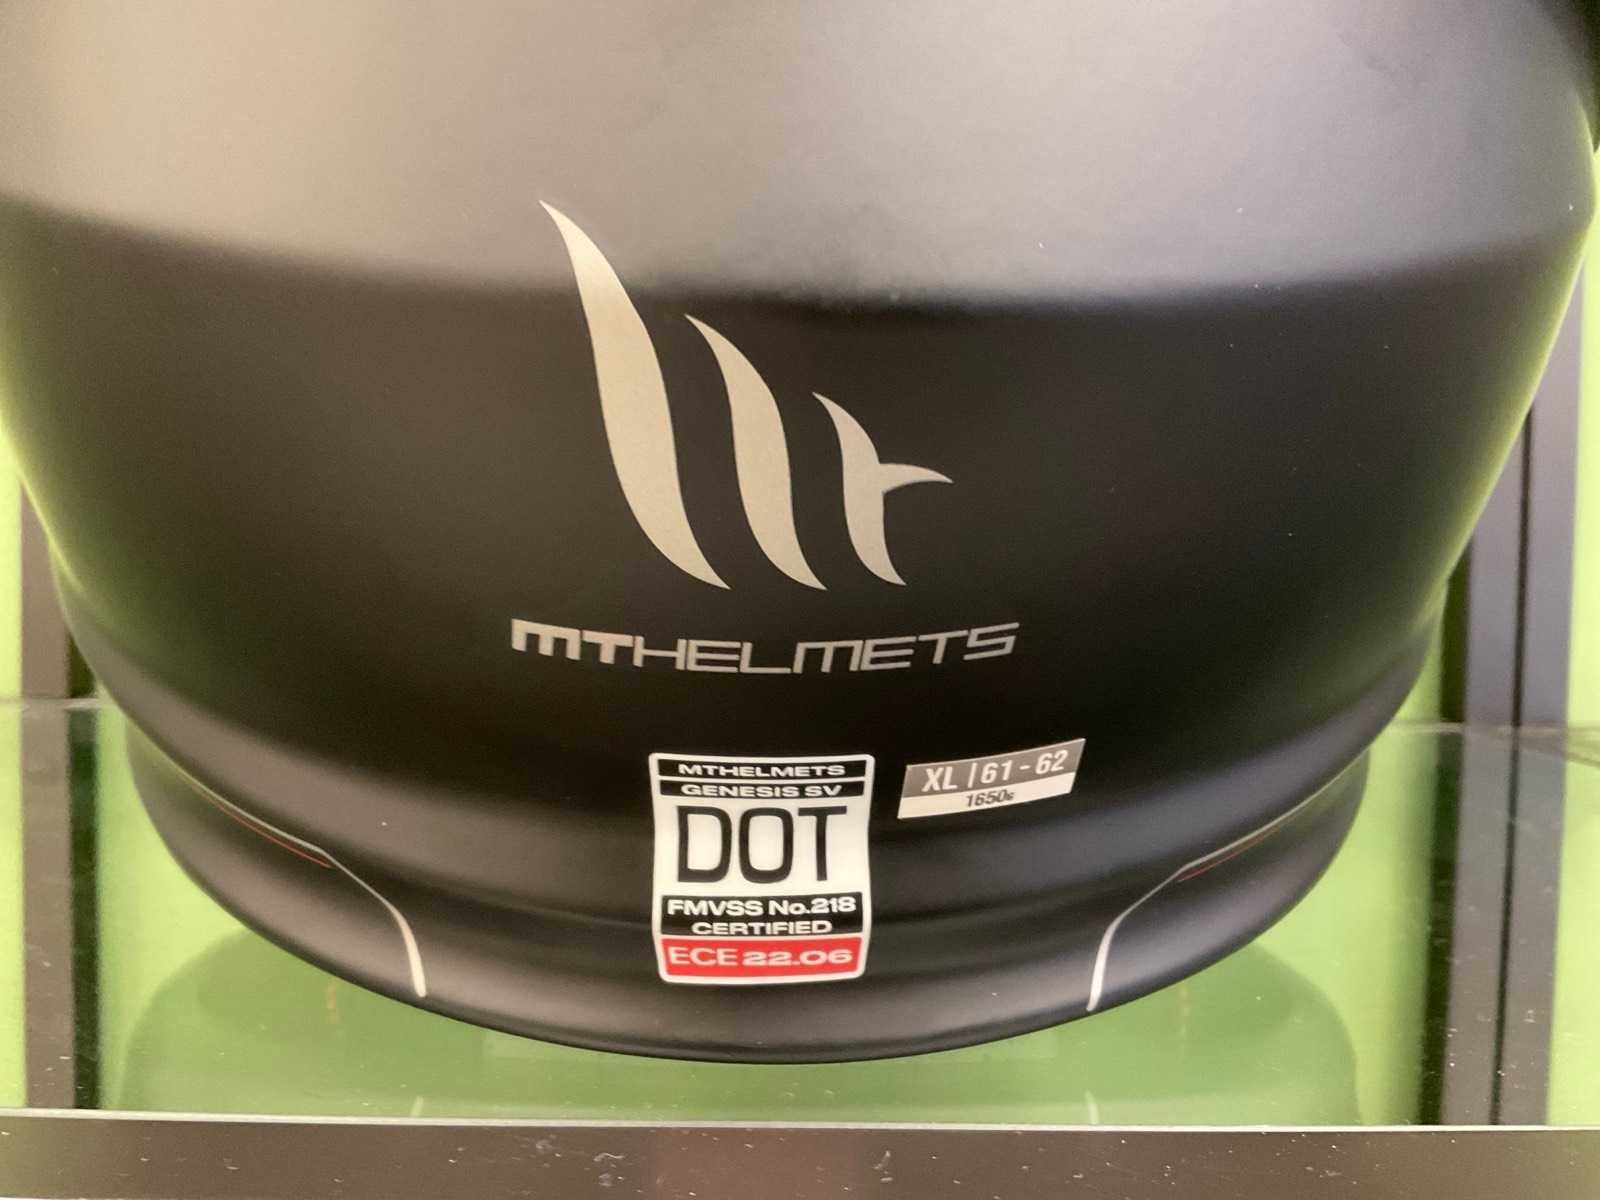 MTHELMETS
MTHELMETS
GENESIS SV
DOT
FMVSS No.218
CERTIFIED
ECE 22.06
XL | 61 - 62
1650g